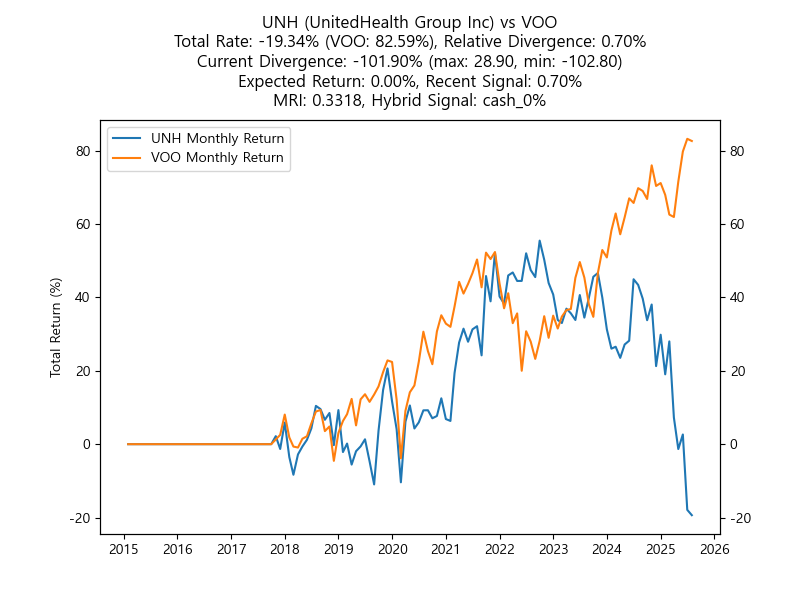 UNH (UnitedHealth Group Inc) vs VOO
Total Rate: -19.34% (VOO: 82.59%), Relative Divergence: 0.70%
Current Divergence: -101.90% (max: 28.90, min: -102.80)
Expected Return: 0.00%, Recent Signal: 0.70%
MRI: 0.3318, Hybrid Signal: cash_0%
UNH Monthly Return
VOO Monthly Return
Total Return (%)
80
60
40
20
0
-20
80
60
40
20
0
-20
2015 2016 2017 2018 2019 2020 2021 2022 2023 2024 2025 2026